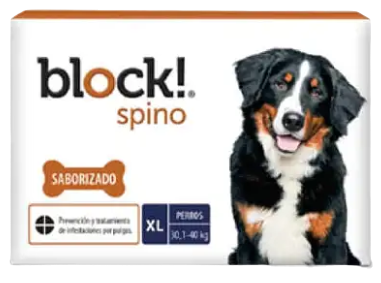 block!®
spino
SABORIZADO
Prevención y tratamiento
de infestaciones por pulgas.
XL
PERROS
30,1-40 kg